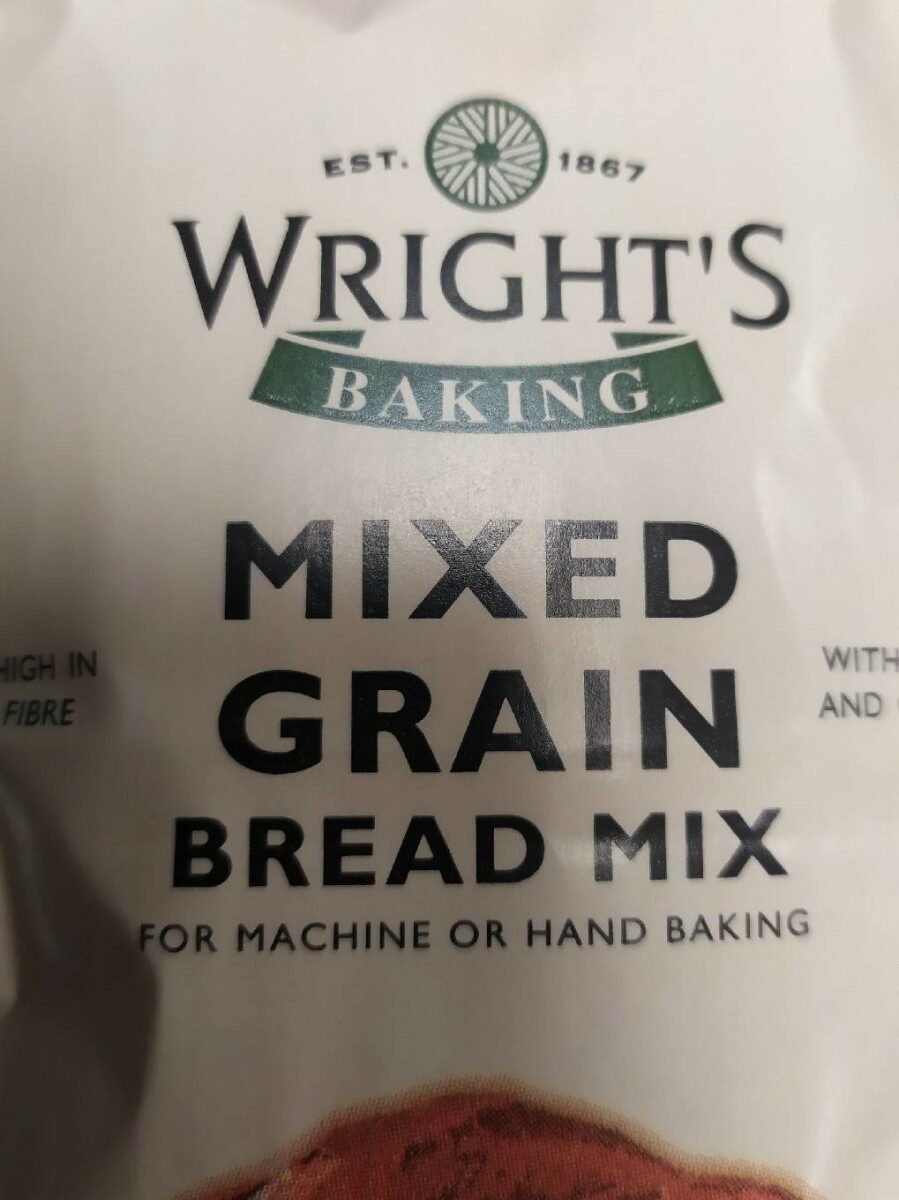 EST. 1867
WRIGHT'S
BAKING
MIXED
GRAIN
BREAD MIX
FOR MACHINE OR HAND BAKING
HIGH IN
FIBRE
WITH
AND